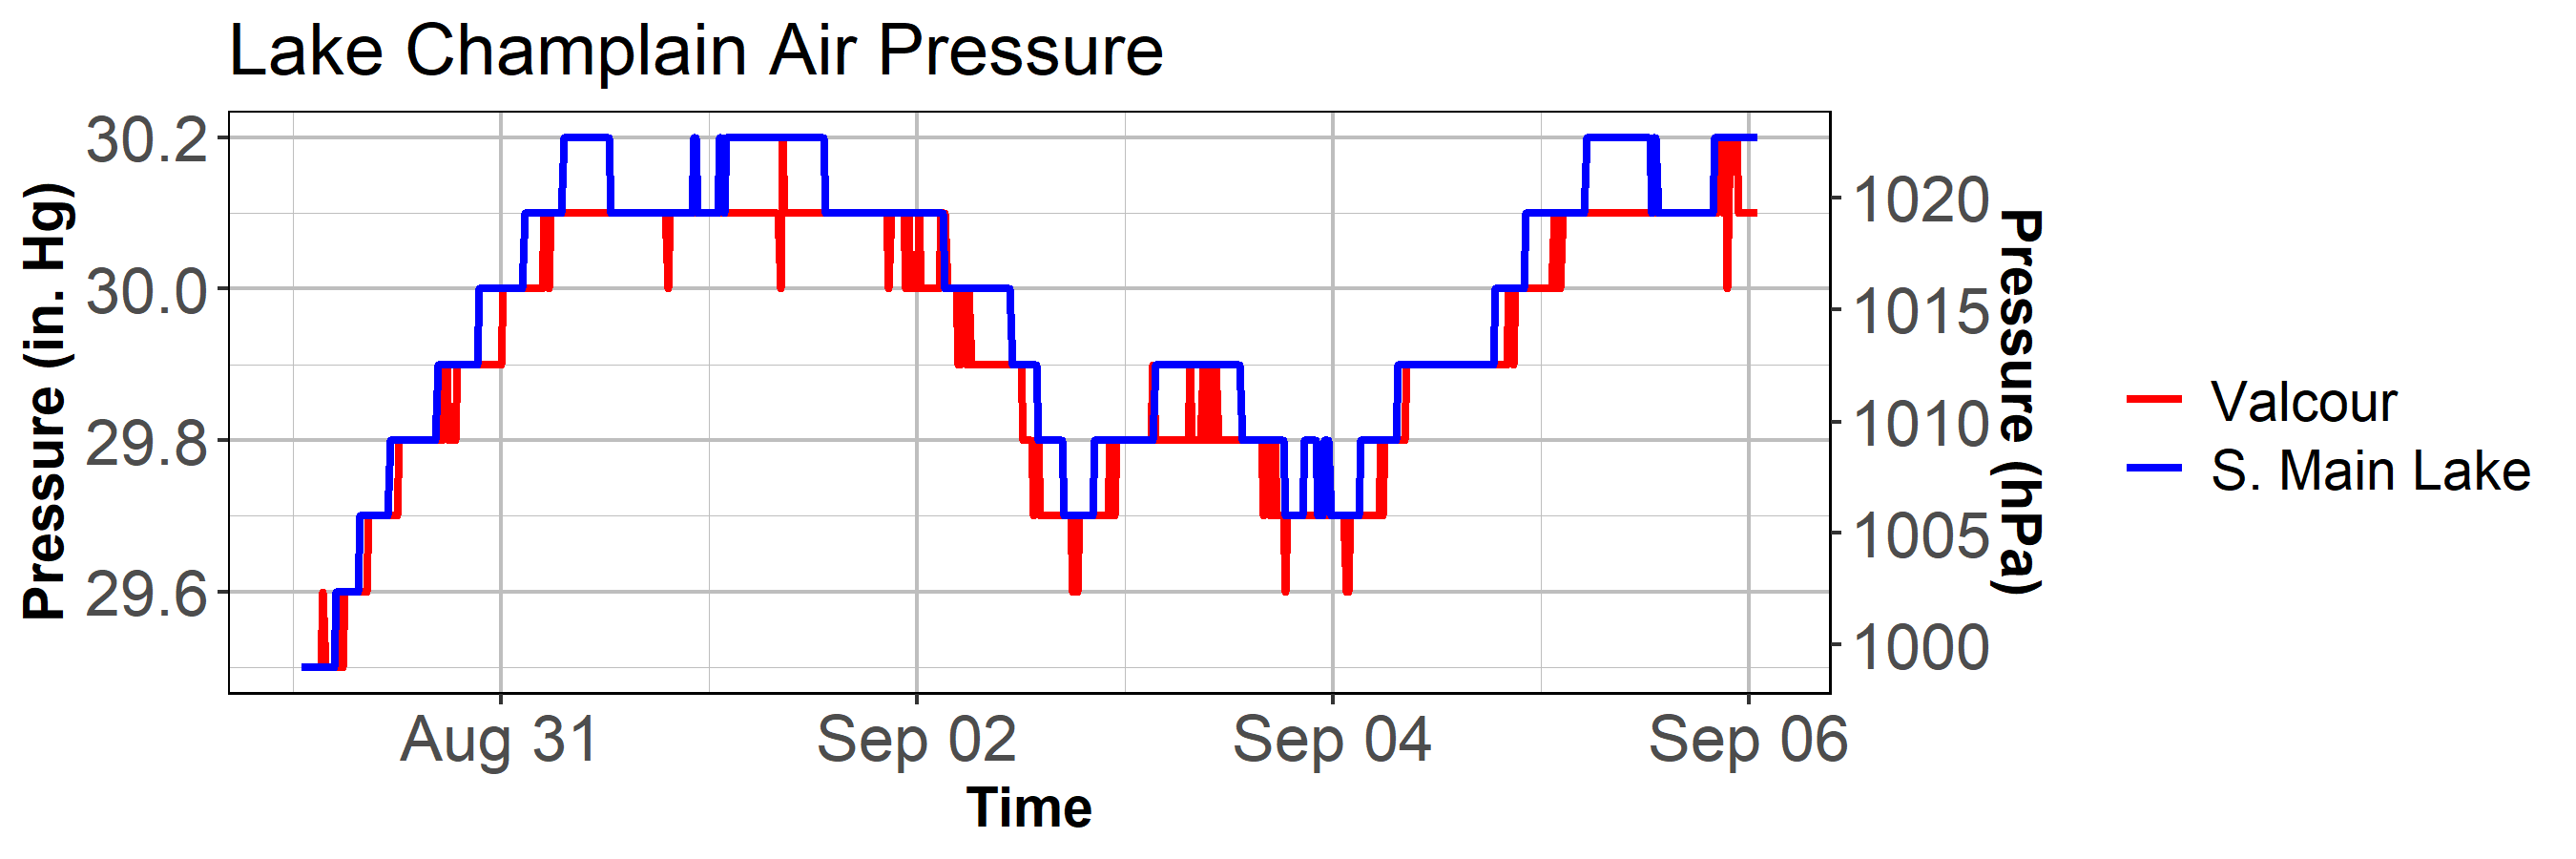 Lake Champlain Air Pressure
Pressure (in. Hg)
30.2
30.0
29.8
29.6
1020
1015
1010
1005
1000
Pressure (hPa)
Aug 31
Sep 02
Sep 04
Sep 06
Time
Valcour
S. Main Lake